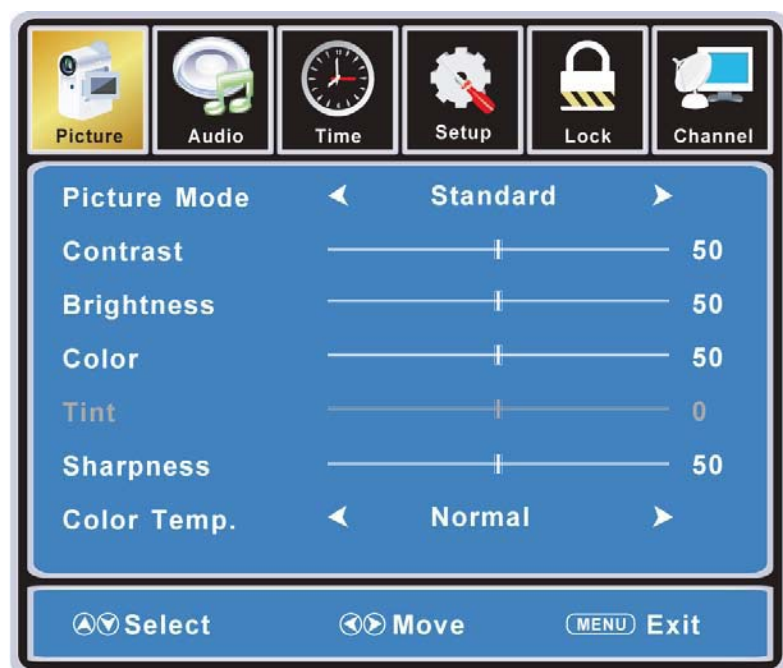 Picture Audio Time Setup Lock Channel
Picture Mode Standard
Contrast 50
Brightness 50
Color 50
Tint 0
Sharpness 50
Color Temp. Normal
Select Move MENU Exit